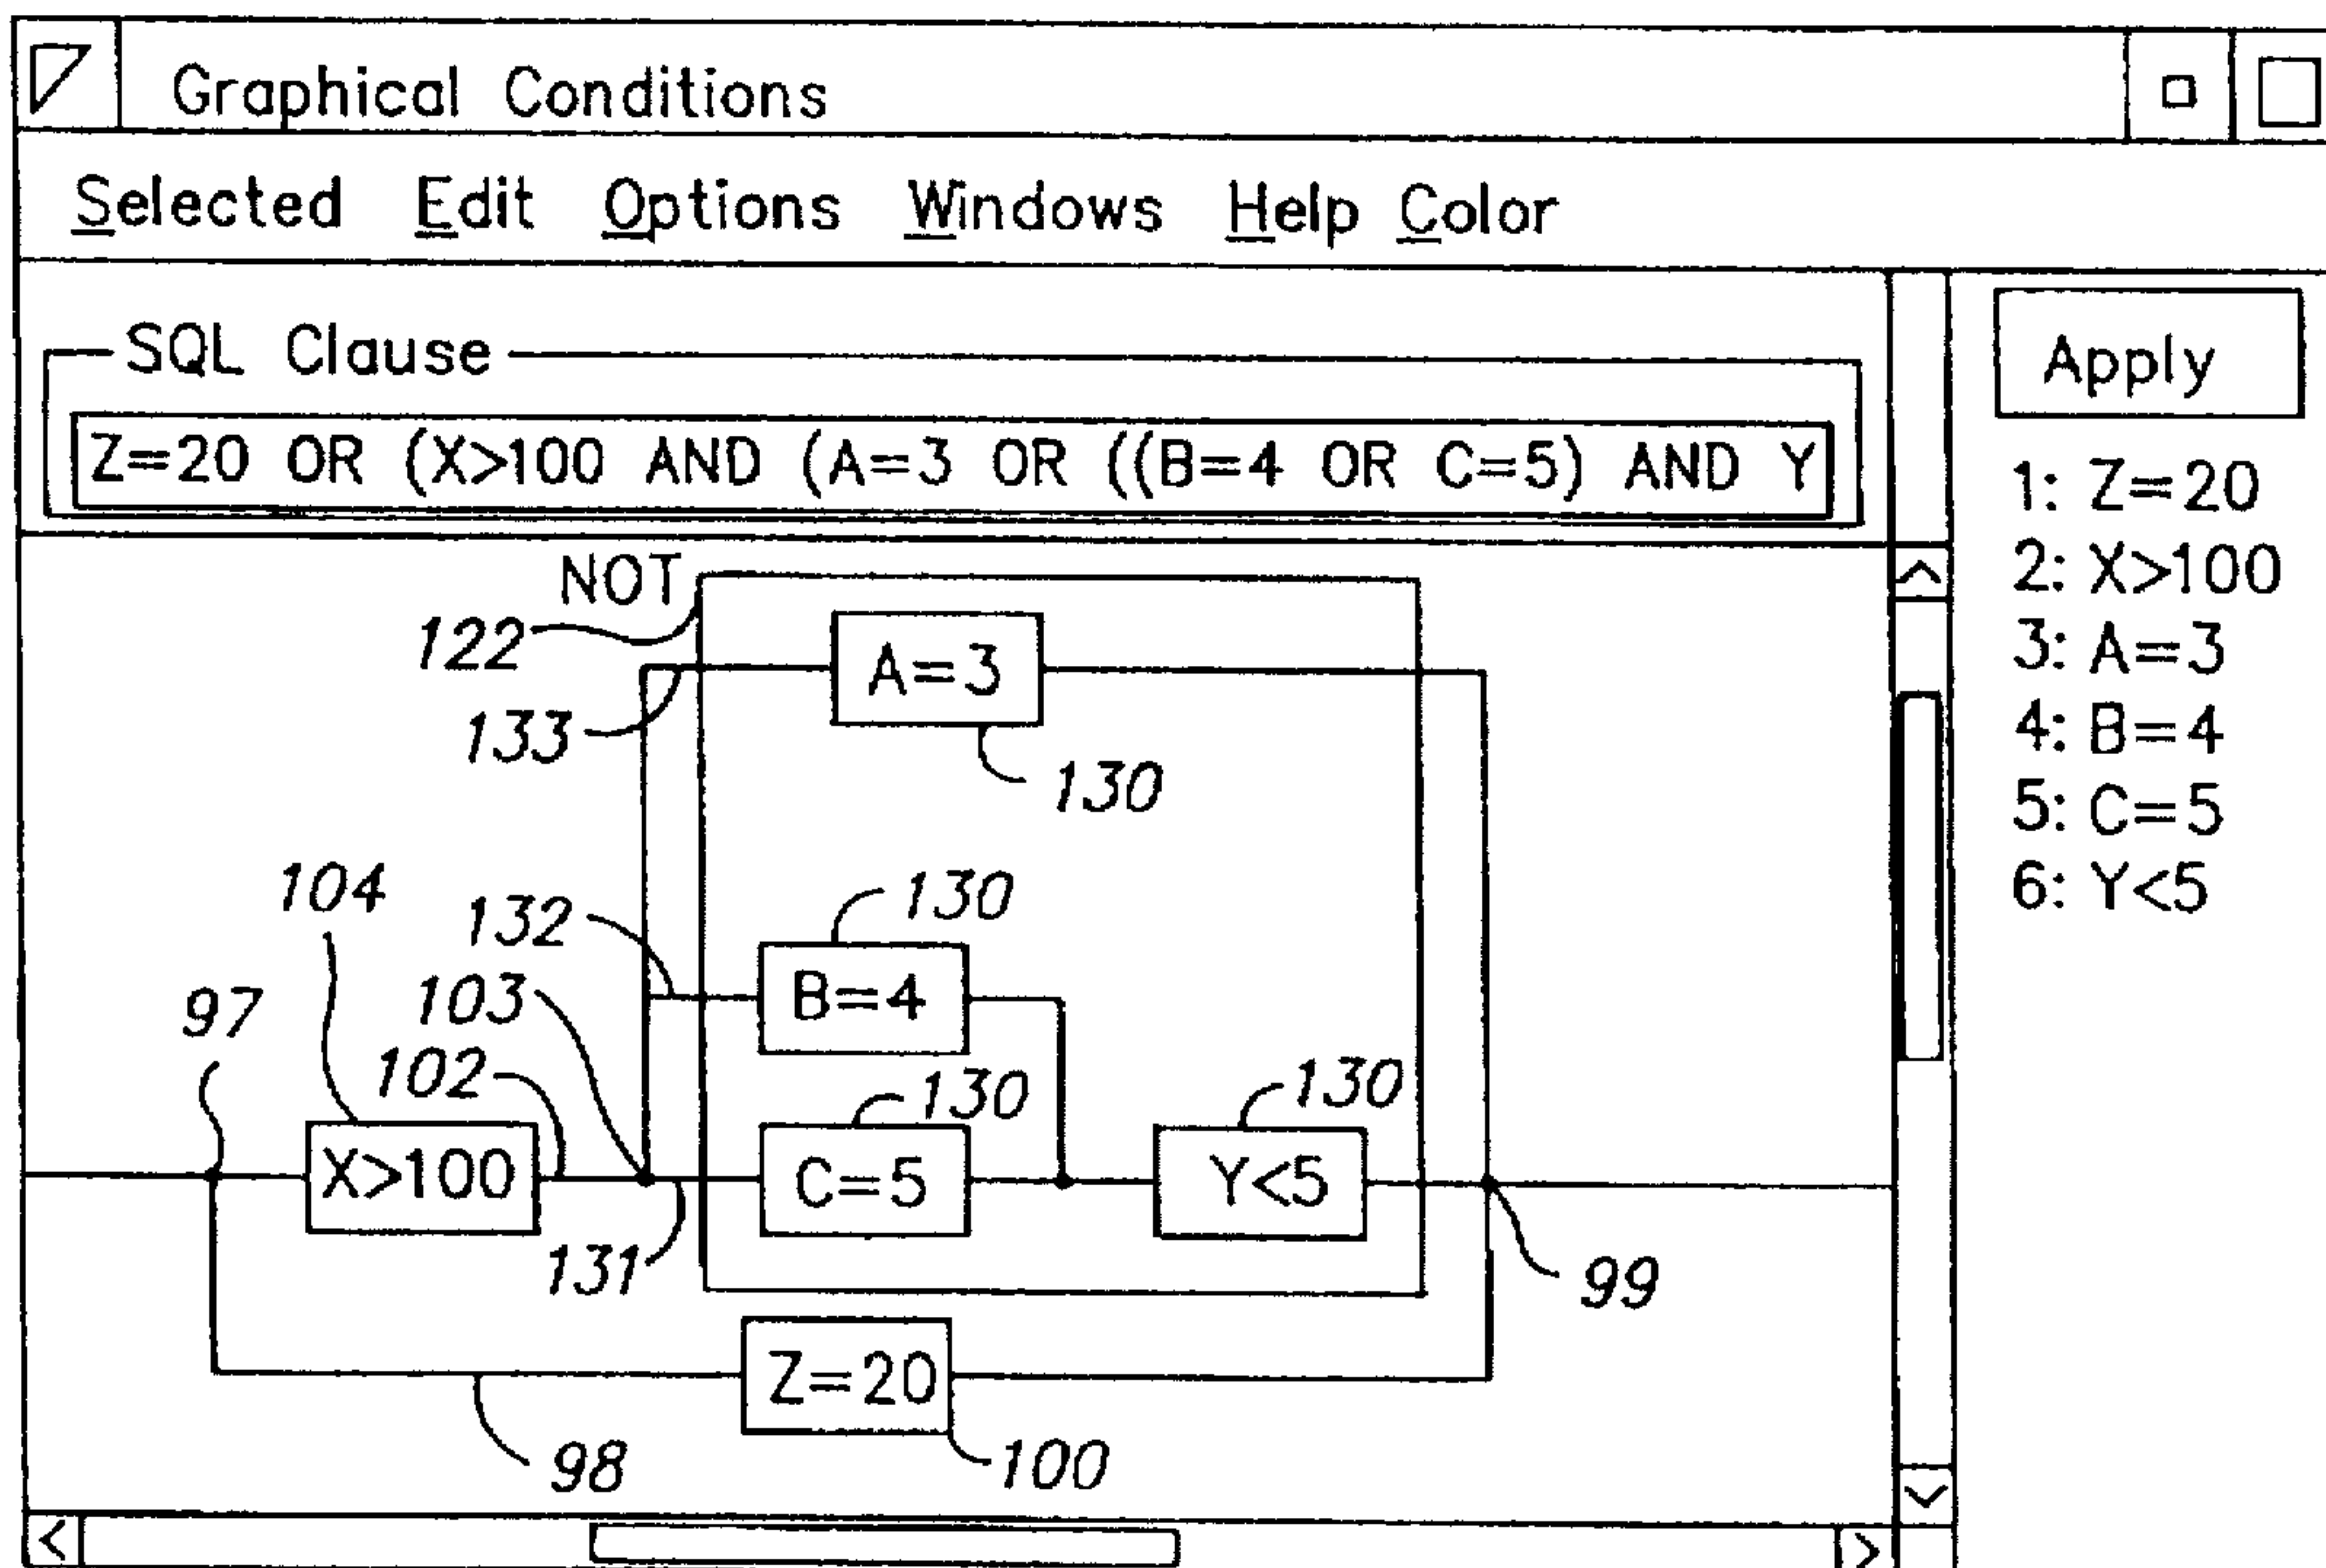 Graphical Conditions
Selected Edit Options Windows Help Color
SQL Clause
Z=20 OR (X>100 AND (A=3 OR ((B=4 OR C=5) AND Y
Apply
1: Z=20
2: X>100
3: A=3
4: B=4
5: C=5
6: Y<5
NOT
122
A=3
133
130
104
132
130
B=4
97
103
102
130
130
X>100
C=5
Y<5
131
99
Z=20
98
100